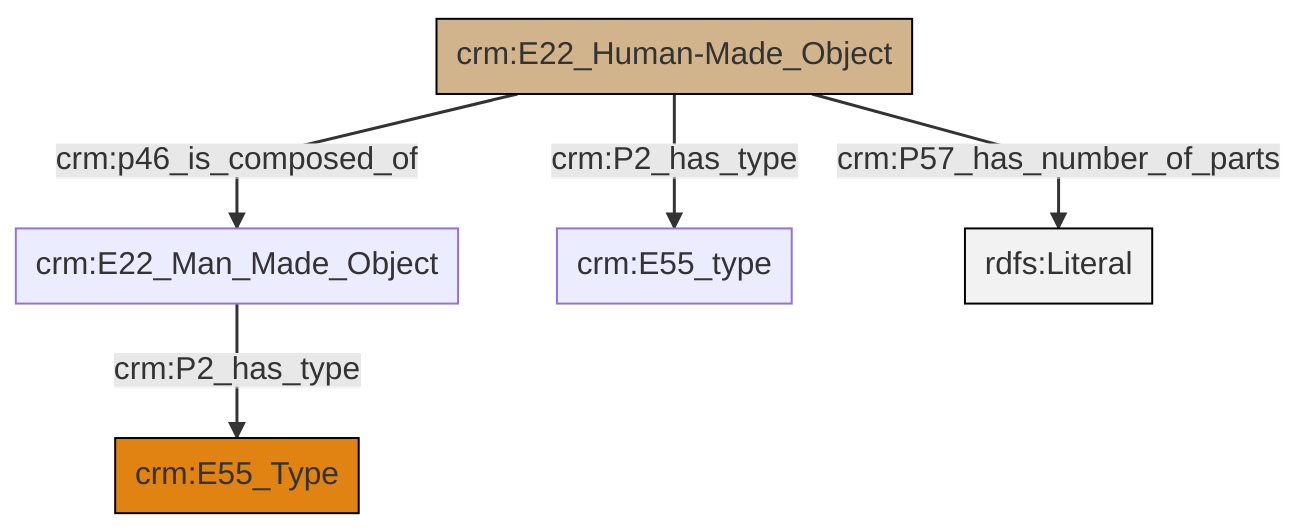 crm:E22_Human-Made_Object
crm:p46_is_composed_of
crm:P2_has_type
crm:P57_has_number_of_parts
crm:E22_Man_Made_Object
crm:E55_type
rdfs:Literal
crm:P2_has_type
crm:E55_Type